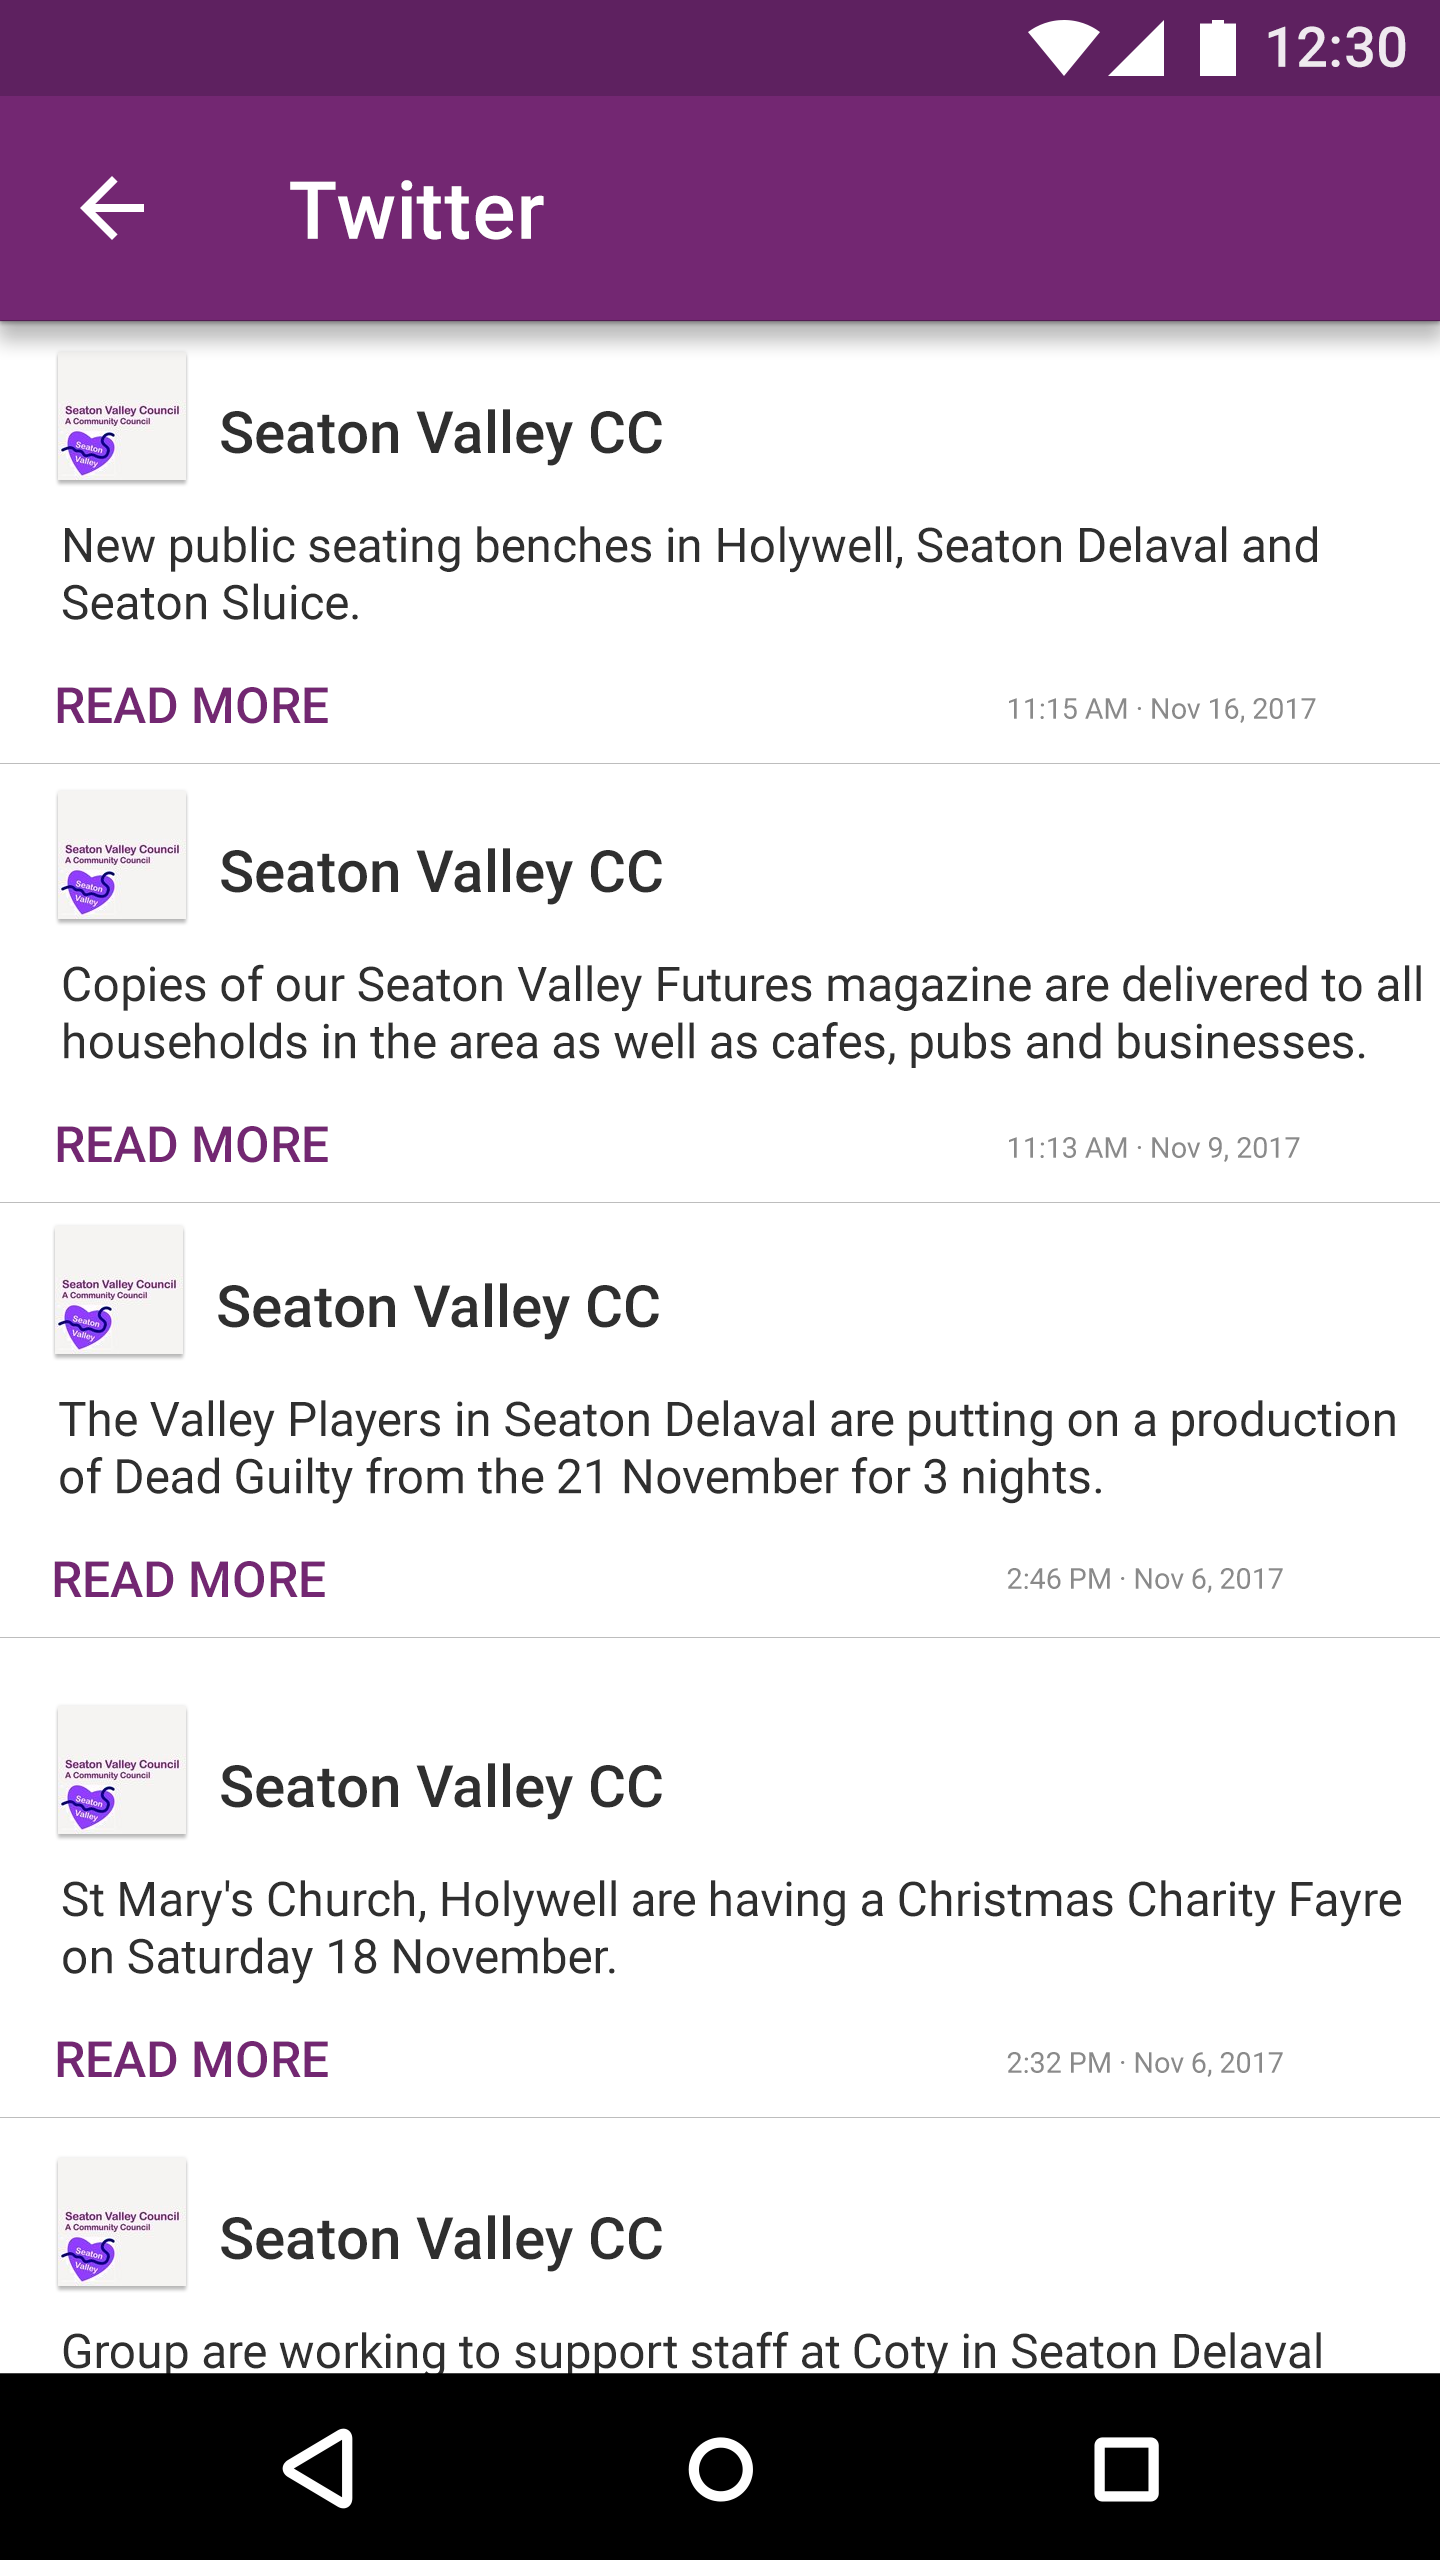 12:30
Twitter
Seaton Valley Council
A Community Council
Seaton
Valley
Seaton Valley CC
New public seating benches in Holywell, Seaton Delaval and
Seaton Sluice.
READ MORE
11:15 AM · Nov 16, 2017
Seaton Valley Council
A Community Council
Seaton
Valley
Seaton Valley CC
Copies of our Seaton Valley Futures magazine are delivered to all
households in the area as well as cafes, pubs and businesses.
READ MORE
11:13 AM · Nov 9, 2017
Seaton Valley Council
A Community Council
Seaton
Valley
Seaton Valley CC
The Valley Players in Seaton Delaval are putting on a production
of Dead Guilty from the 21 November for 3 nights.
READ MORE
2:46 PM · Nov 6, 2017
Seaton Valley Council
A Community Council
Seaton
Valley
Seaton Valley CC
St Mary's Church, Holywell are having a Christmas Charity Fayre
on Saturday 18 November.
READ MORE
2:32 PM · Nov 6, 2017
Seaton Valley Council
A Community Council
Seaton
Valley
Seaton Valley CC
Group are working to support staff at Coty in Seaton Delaval